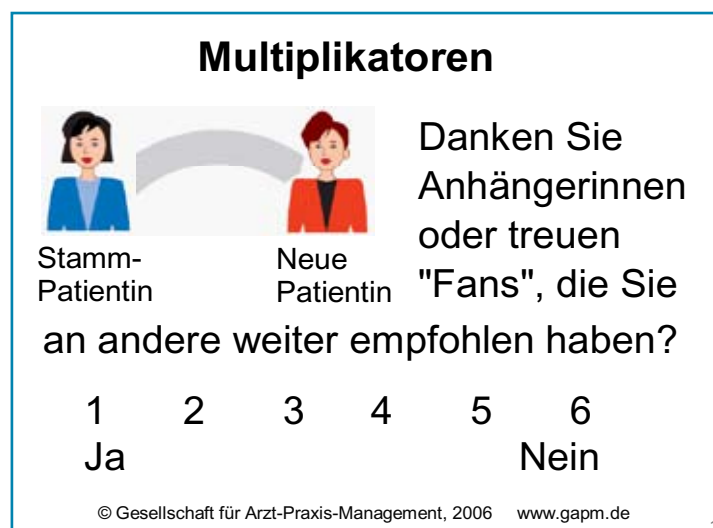 Multiplikatoren
Danken Sie
Anhängerinnen
oder treuen
"Fans", die Sie
Stamm-
Patientin
Neue
Patientin
an andere weiter empfohlen haben?
1 2 3 4 5 6
Ja Nein
© Gesellschaft für Arzt-Praxis-Management, 2006 www.gapm.de